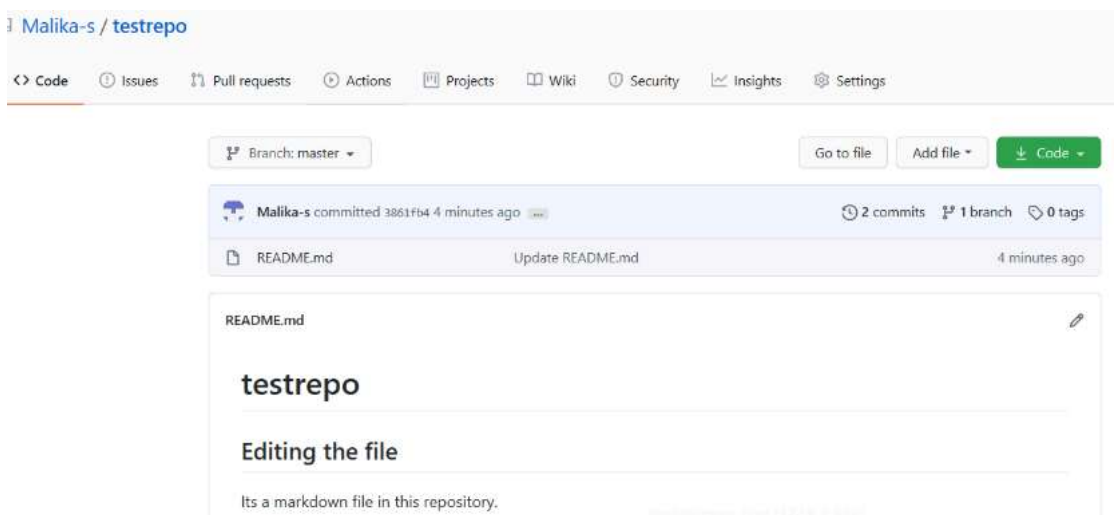 Malika-s / testrepo
<> Code Issues Pull requests Actions Projects Wiki Security Insights Settings
Branch: master Go to file Add file Code
Malika-s committed 3861fb4 4 minutes ago ... 2 commits 1 branch 0 tags
README.md Update README.md 4 minutes ago
README.md
testrepo
Editing the file
Its a markdown file in this repository.